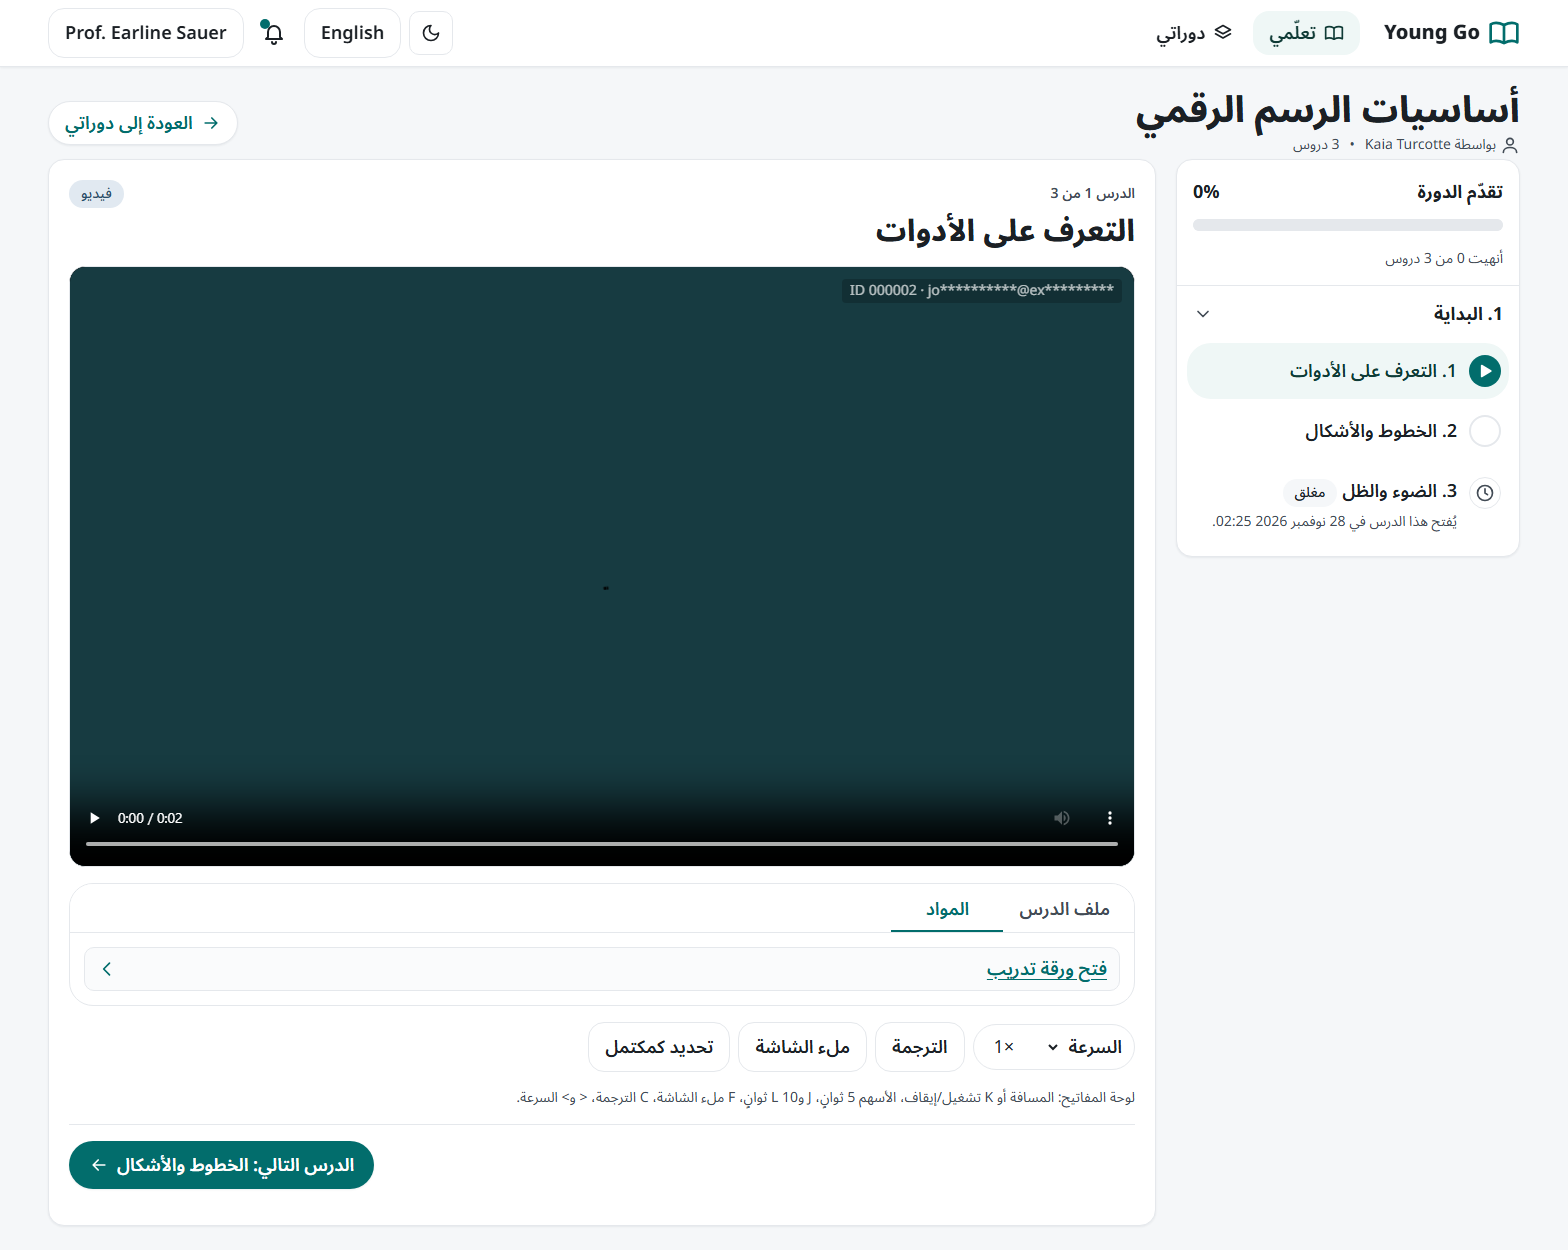 Young Go
تعلّمي
دوراتي
English
Prof. Earline Sauer
أساسيات الرسم الرقمي
بواسطة Kaia Turcotte • 3 دروس
العودة إلى دوراتي
تقدّم الدورة
0%
أنهيت 0 من 3 دروس
1. البداية
1. التعرف على الأدوات
2. الخطوط والأشكال
3. الضوء والظل مغلق
يُفتح هذا الدرس في 28 نوفمبر 2026 02:25.
الدرس 1 من 3
فيديو
التعرف على الأدوات
ID 000002 · jo**********@ex*********
0:00 / 0:02
ملف الدرس
المواد
فتح ورقة تدريب
السرعة
1×
الترجمة
ملء الشاشة
تحديد كمكتمل
لوحة المفاتيح: المسافة أو K تشغيل/إيقاف، الأسهم 5 ثوانٍ، J وL 10 ثوانٍ، F ملء الشاشة، C الترجمة، < و> السرعة.
الدرس التالي: الخطوط والأشكال